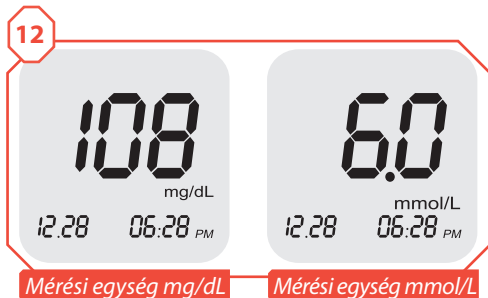 12
108
mg/dL
12.28 06:28 PM
Mérési egység mg/dL
6.0
mmol/L
12.28 06:28 PM
Mérési egység mmol/L